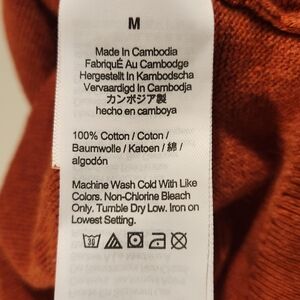 M
Made In Cambodia
FabriquÉ Au Cambodge
Hergestellt In Kambodscha
Vervaardigd In Cambodja
カンボジア製
hecho en camboya
100% Cotton / Coton /
Baumwolle / Katoen / 綿 /
algodón
Machine Wash Cold With Like
Colors. Non-Chlorine Bleach
Only. Tumble Dry Low. Iron on
Lowest Setting.
30